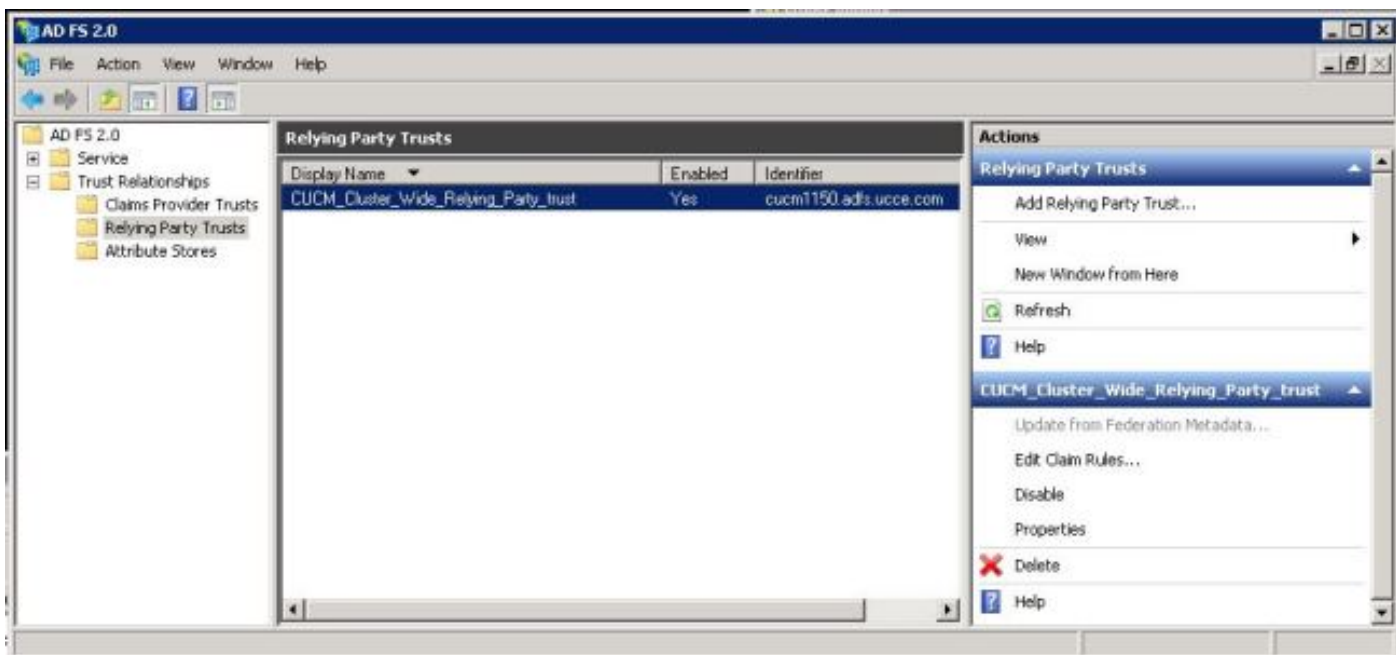 AD FS 2.0
File Action View Window Help
AD FS 2.0
Service
Trust Relationships
Claims Provider Trusts
Relying Party Trusts
Attribute Stores
Relying Party Trusts
Display Name Enabled Identifier
CUCM_Cluster_Wide_Relying_Party_trust Yes cucm1150.adfs.ucce.com
Actions
Relying Party Trusts
Add Relying Party Trust...
View
New Window from Here
Refresh
Help
CUCM_Cluster_Wide_Relying_Party_trust
Update from Federation Metadata...
Edit Claim Rules...
Disable
Properties
Delete
Help